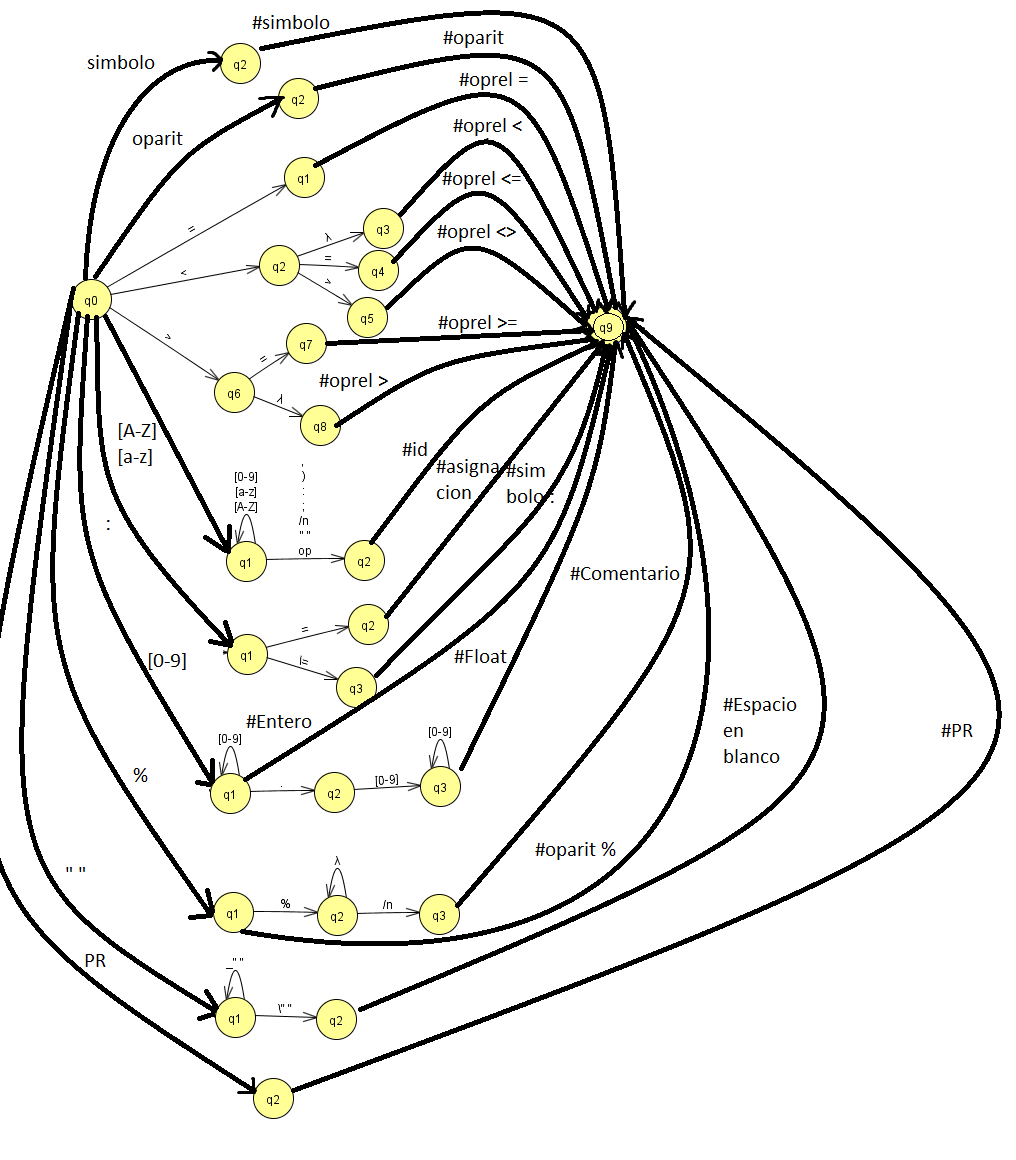 #simbolo
simbolo
q2
#oparit
oparit
q2
#oprel =
q1
=
#oprel <
q3
λ
#oprel <=
<
q2
=
q4
#oprel <>
>
q5
q0
q9
#oprel >=
>
=
q7
#oprel >
q6
λ
q8
[A-Z]
[a-z]
#id
#asigna
cion
#sim
bolo :
[0-9]
[a-z]
[A-Z]
,
)
:
;
/n
" "
op
q1
q2
:
#Comentario
=
q2
q1
!=
q3
[0-9]
#Float
#Entero
[0-9]
q1
.
q2
[0-9]
[0-9]
q3
#Espacio
en
blanco
#PR
%
#oparit %
λ
" "
q1
%
q2
/n
q3
PR
_" "
q1
\" "
q2
q2